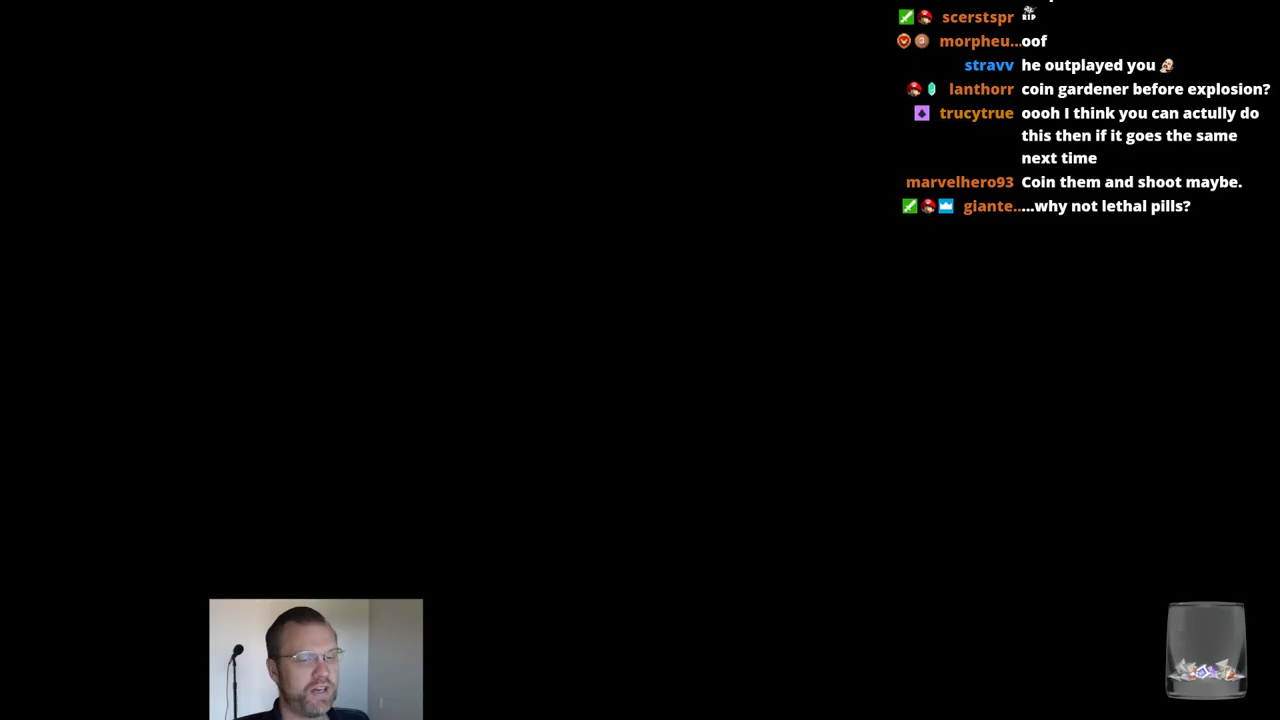 scerstspr RIP
morpheu... oof
stravv he outplayed you
lanthorr coin gardener before explosion?
trucytrue oooh I think you can actully do
this then if it goes the same
next time
marvelhero93 Coin them and shoot maybe.
giante... ...why not lethal pills?